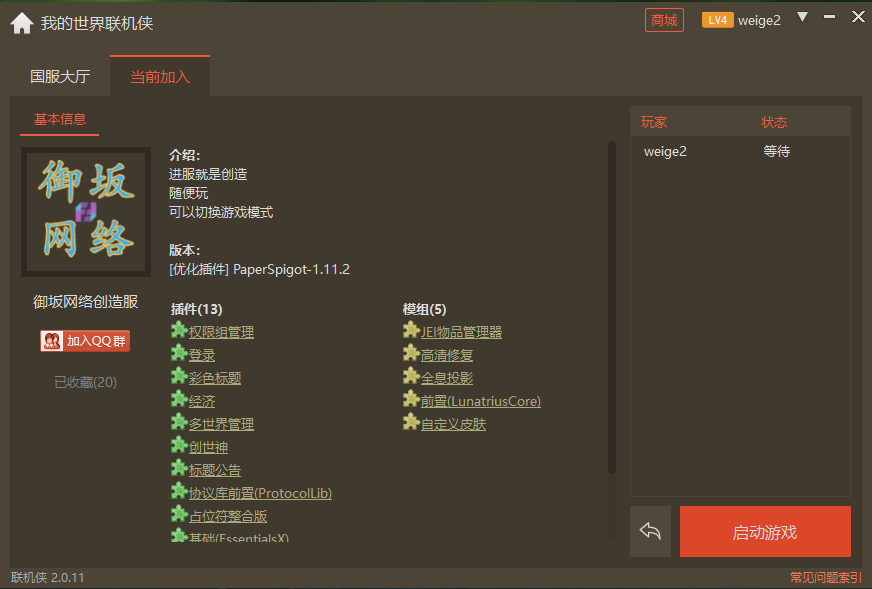 我的世界联机侠
商城
LV4 weige2
国服大厅
当前加入
基本信息
御坂
网络
御坂网络创造服
加入QQ群
已收藏(20)
介绍:
进服就是创造
随便玩
可以切换游戏模式
版本:
[优化插件] PaperSpigot-1.11.2
插件(13)
权限组管理
登录
彩色标题
经济
多世界管理
创世神
标题公告
协议库前置(ProtocolLib)
占位符整合版
基础(EssentialsX)
模组(5)
JEI物品管理器
高清修复
全息投影
前置(LunatriusCore)
自定义皮肤
玩家 状态
weige2 等待
启动游戏
联机侠 2.0.11
常见问题索引